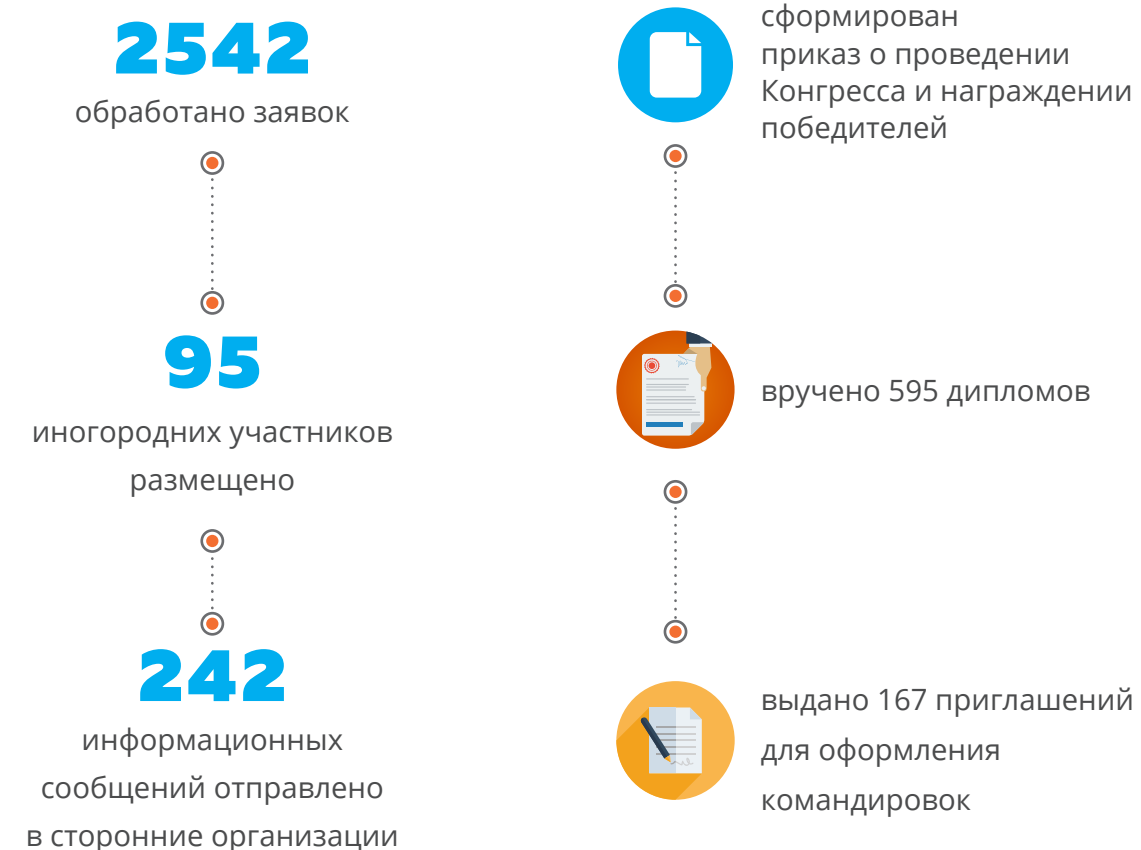 2542
обработано заявок
95
иногородних участников
размещено
242
информационных
сообщений отправлено
в сторонние организации
сформирован
приказ о проведении
Конгресса и награждении
победителей
вручено 595 дипломов
выдано 167 приглашений
для оформления
командировок